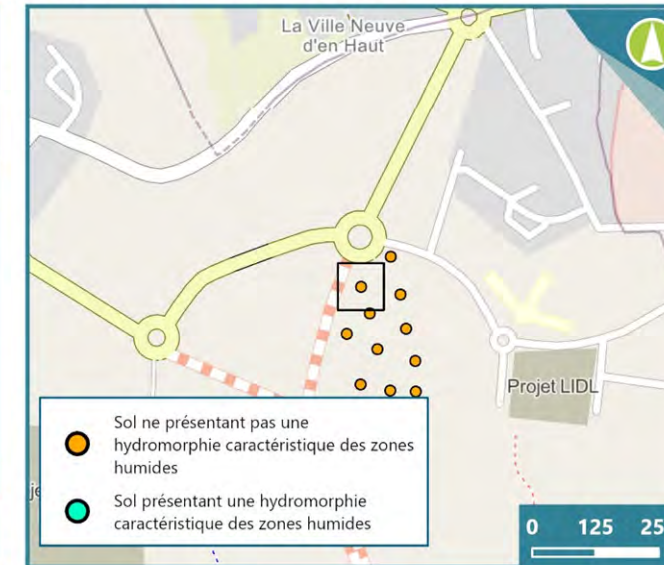 La Ville Neuve
d'en Haut
Projet LIDL
Sol ne présentant pas une
hydromorphie caractéristique des zones
humides
Sol présentant une hydromorphie
caractéristique des zones humides
0 125 25